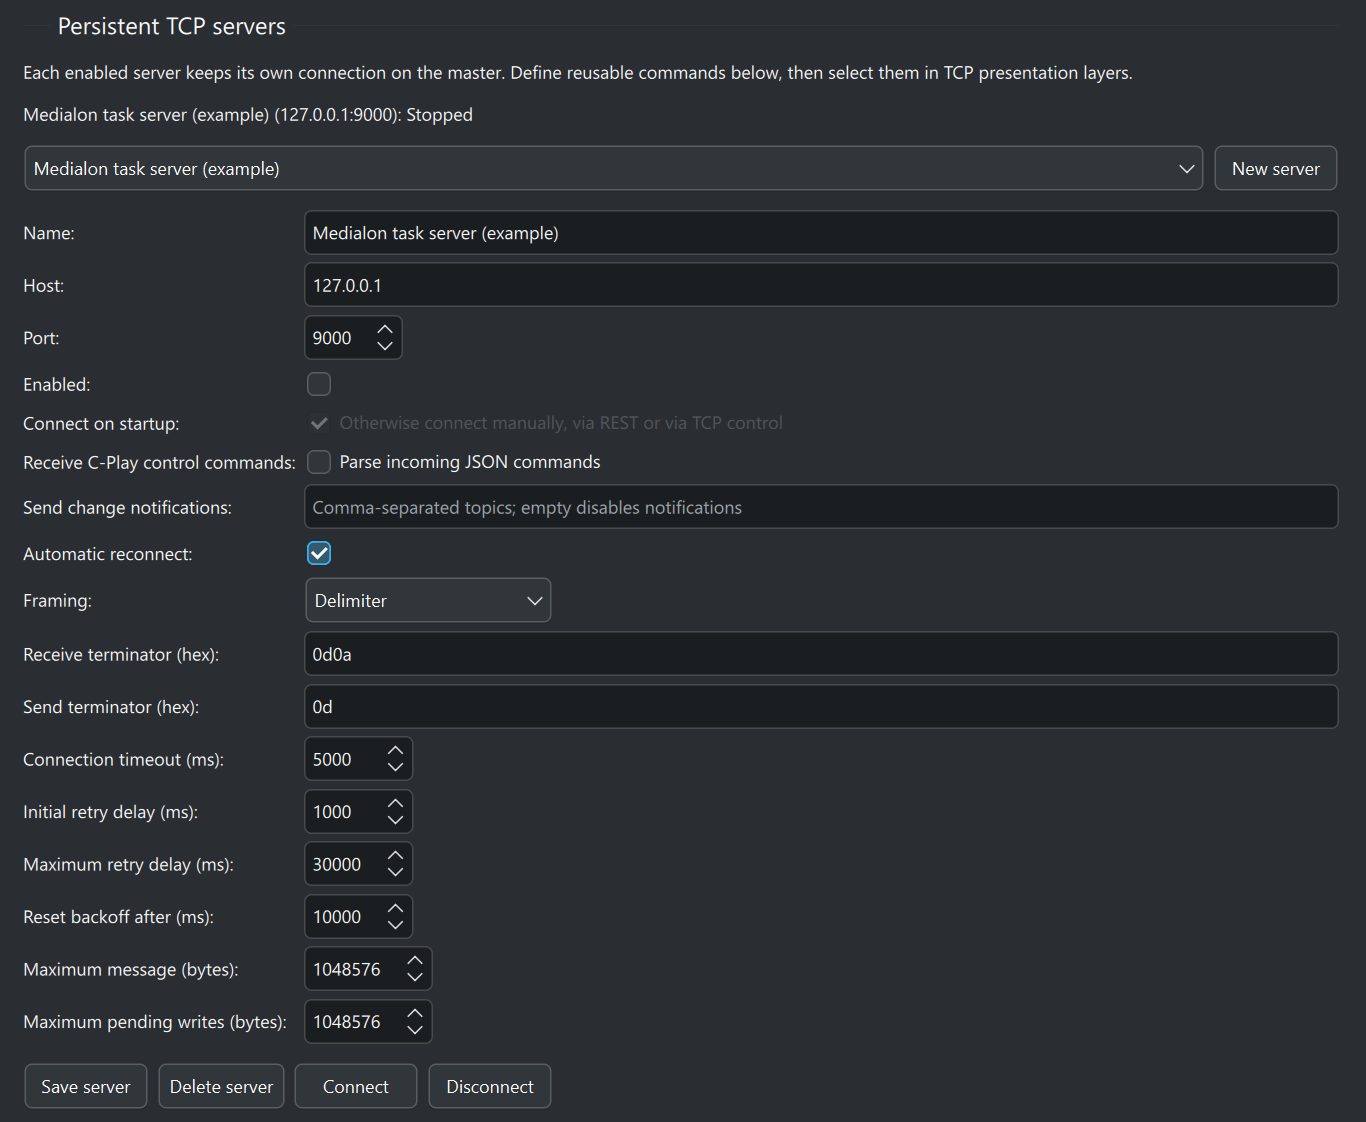 Persistent TCP servers
Each enabled server keeps its own connection on the master. Define reusable commands below, then select them in TCP presentation layers.
Medialon task server (example) (127.0.0.1:9000): Stopped
Medialon task server (example)
New server
Name: Medialon task server (example)
Host: 127.0.0.1
Port: 9000
Enabled:
Connect on startup: Otherwise connect manually, via REST or via TCP control
Receive C-Play control commands: Parse incoming JSON commands
Send change notifications: Comma-separated topics; empty disables notifications
Automatic reconnect:
Framing: Delimiter
Receive terminator (hex): 0d0a
Send terminator (hex): 0d
Connection timeout (ms): 5000
Initial retry delay (ms): 1000
Maximum retry delay (ms): 30000
Reset backoff after (ms): 10000
Maximum message (bytes): 1048576
Maximum pending writes (bytes): 1048576
Save server Delete server Connect Disconnect